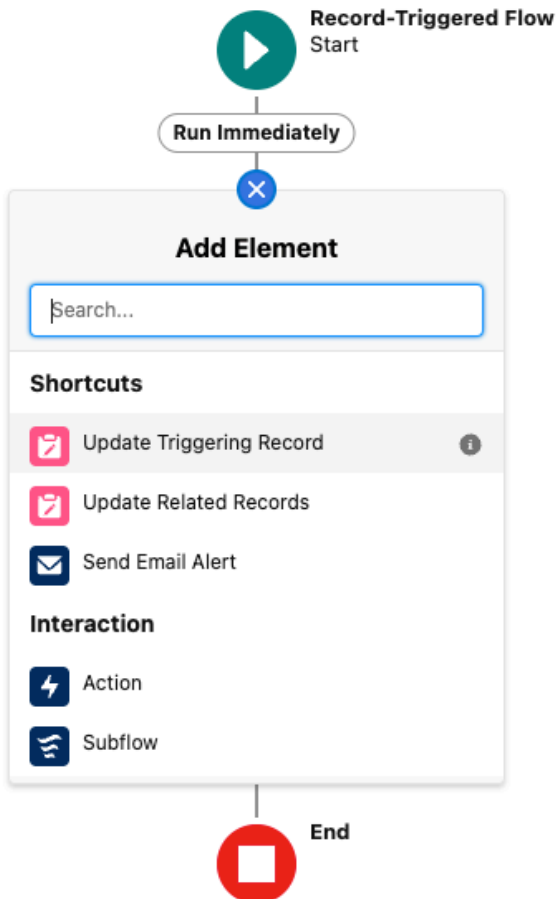 Record-Triggered Flow
Start
Run Immediately
Add Element
Search...
Shortcuts
Update Triggering Record
Update Related Records
Send Email Alert
Interaction
Action
Subflow
End